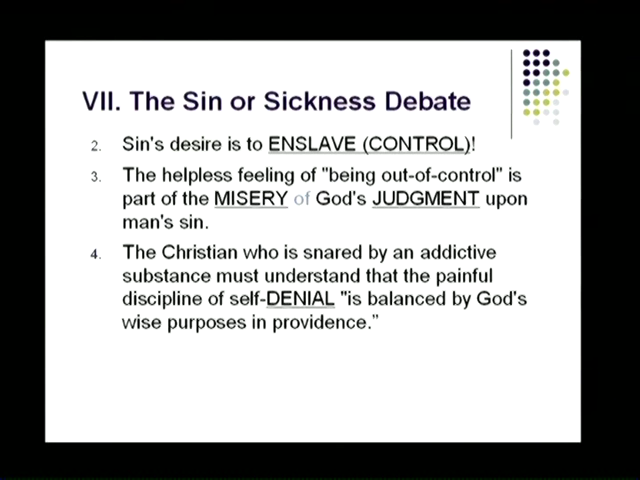 VII. The Sin or Sickness Debate
2. Sin's desire is to ENSLAVE (CONTROL)!
3. The helpless feeling of "being out-of-control" is
part of the MISERY of God's JUDGMENT upon
man's sin.
4. The Christian who is snared by an addictive
substance must understand that the painful
discipline of self-DENIAL "is balanced by God's
wise purposes in providence."